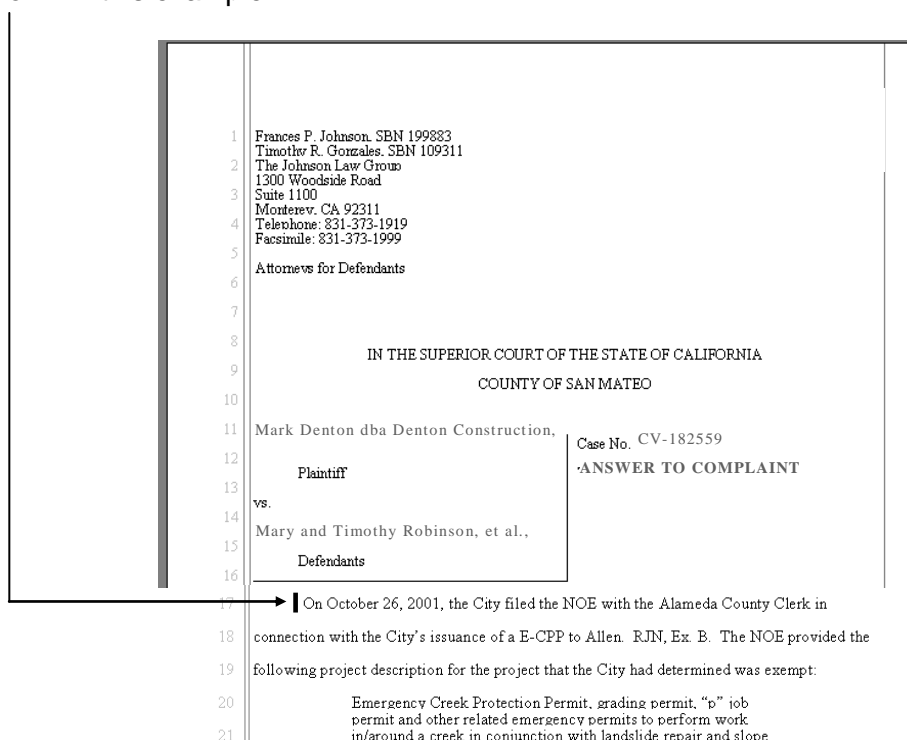 1
Frances P. Johnson, SBN 199883
Timothy R. Gonzales, SBN 109311
2
The Johnson Law Group
1300 Woodside Road
3
Suite 1100
Monterey, CA 92311
4
Telephone: 831-373-1919
Facsimile: 831-373-1999
5
Attorneys for Defendants
6
7
8
IN THE SUPERIOR COURT OF THE STATE OF CALIFORNIA
9
COUNTY OF SAN MATEO
10
11 Mark Denton dba Denton Construction,
Case No. CV-182559
12
Plaintiff
ANSWER TO COMPLAINT
13
vs.
14
Mary and Timothy Robinson, et al.,
15
Defendants
16
17 On October 26, 2001, the City filed the NOE with the Alameda County Clerk in
18 connection with the City's issuance of a E-CPP to Allen. RJN, Ex. B. The NOE provided the
19 following project description for the project that the City had determined was exempt:
20 Emergency Creek Protection Permit, grading permit, "p" job
permit and other related emergency permits to perform work
21 in/around a creek in conjunction with landslide repair and slope